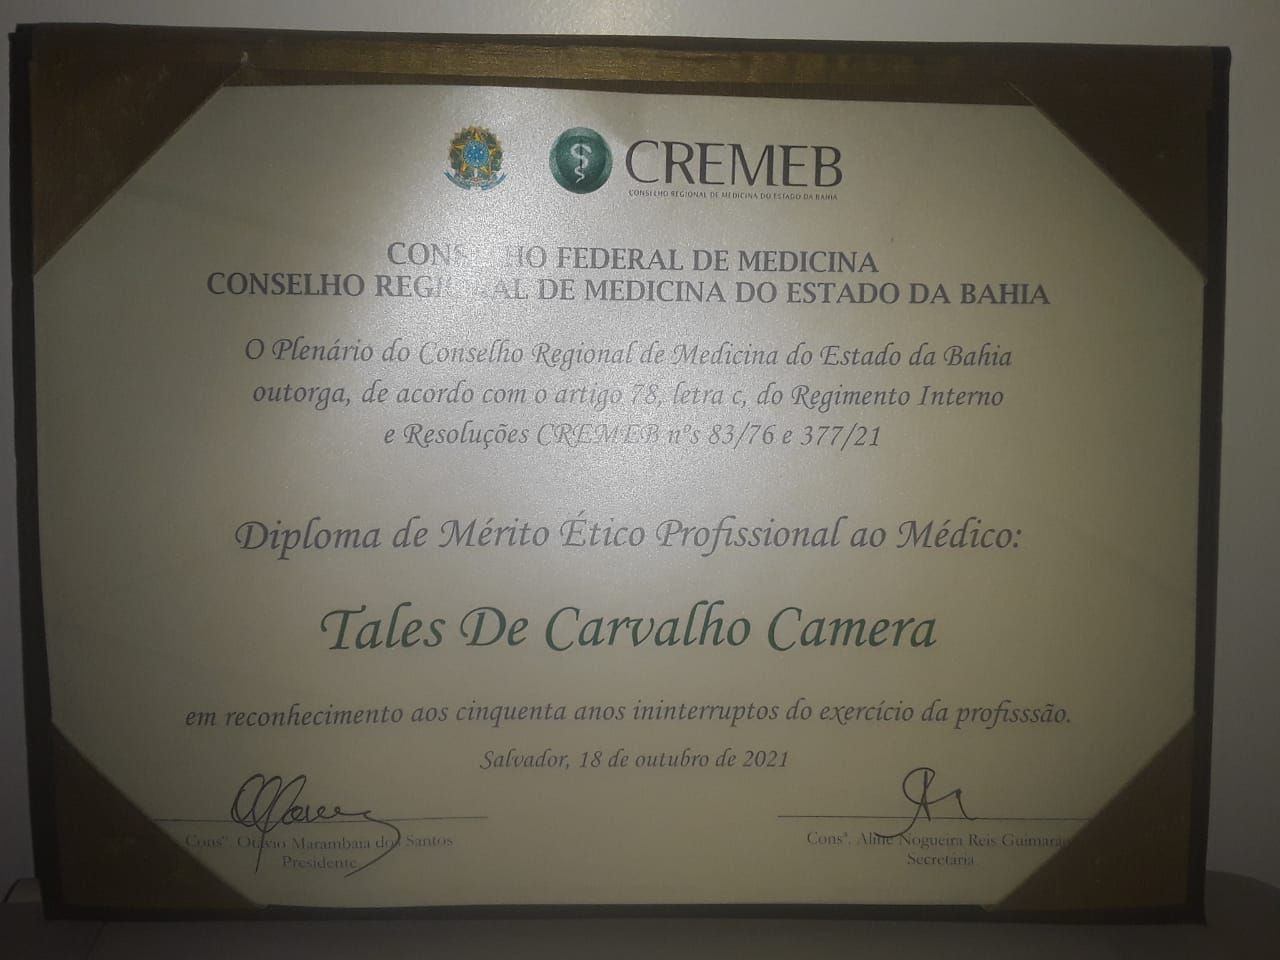 CREMEB
CONSELHO REGIONAL DE MEDICINA DO ESTADO DA BAHIA
CONSELHO FEDERAL DE MEDICINA
CONSELHO REGIONAL DE MEDICINA DO ESTADO DA BAHIA
O Plenário do Conselho Regional de Medicina do Estado da Bahia
outorga, de acordo com o artigo 78, letra c, do Regimento Interno
e Resoluções CREMEB nºs 83/76 e 377/21
Diploma de Mérito Ético Profissional ao Médico:
Tales De Carvalho Camera
em reconhecimento aos cinquenta anos ininterruptos do exercício da profisssão.
Salvador, 18 de outubro de 2021
Consº. Otávio Marambaia dos Santos
Presidente
Consª. Aline Nogueira Reis Guimarães
Secretária